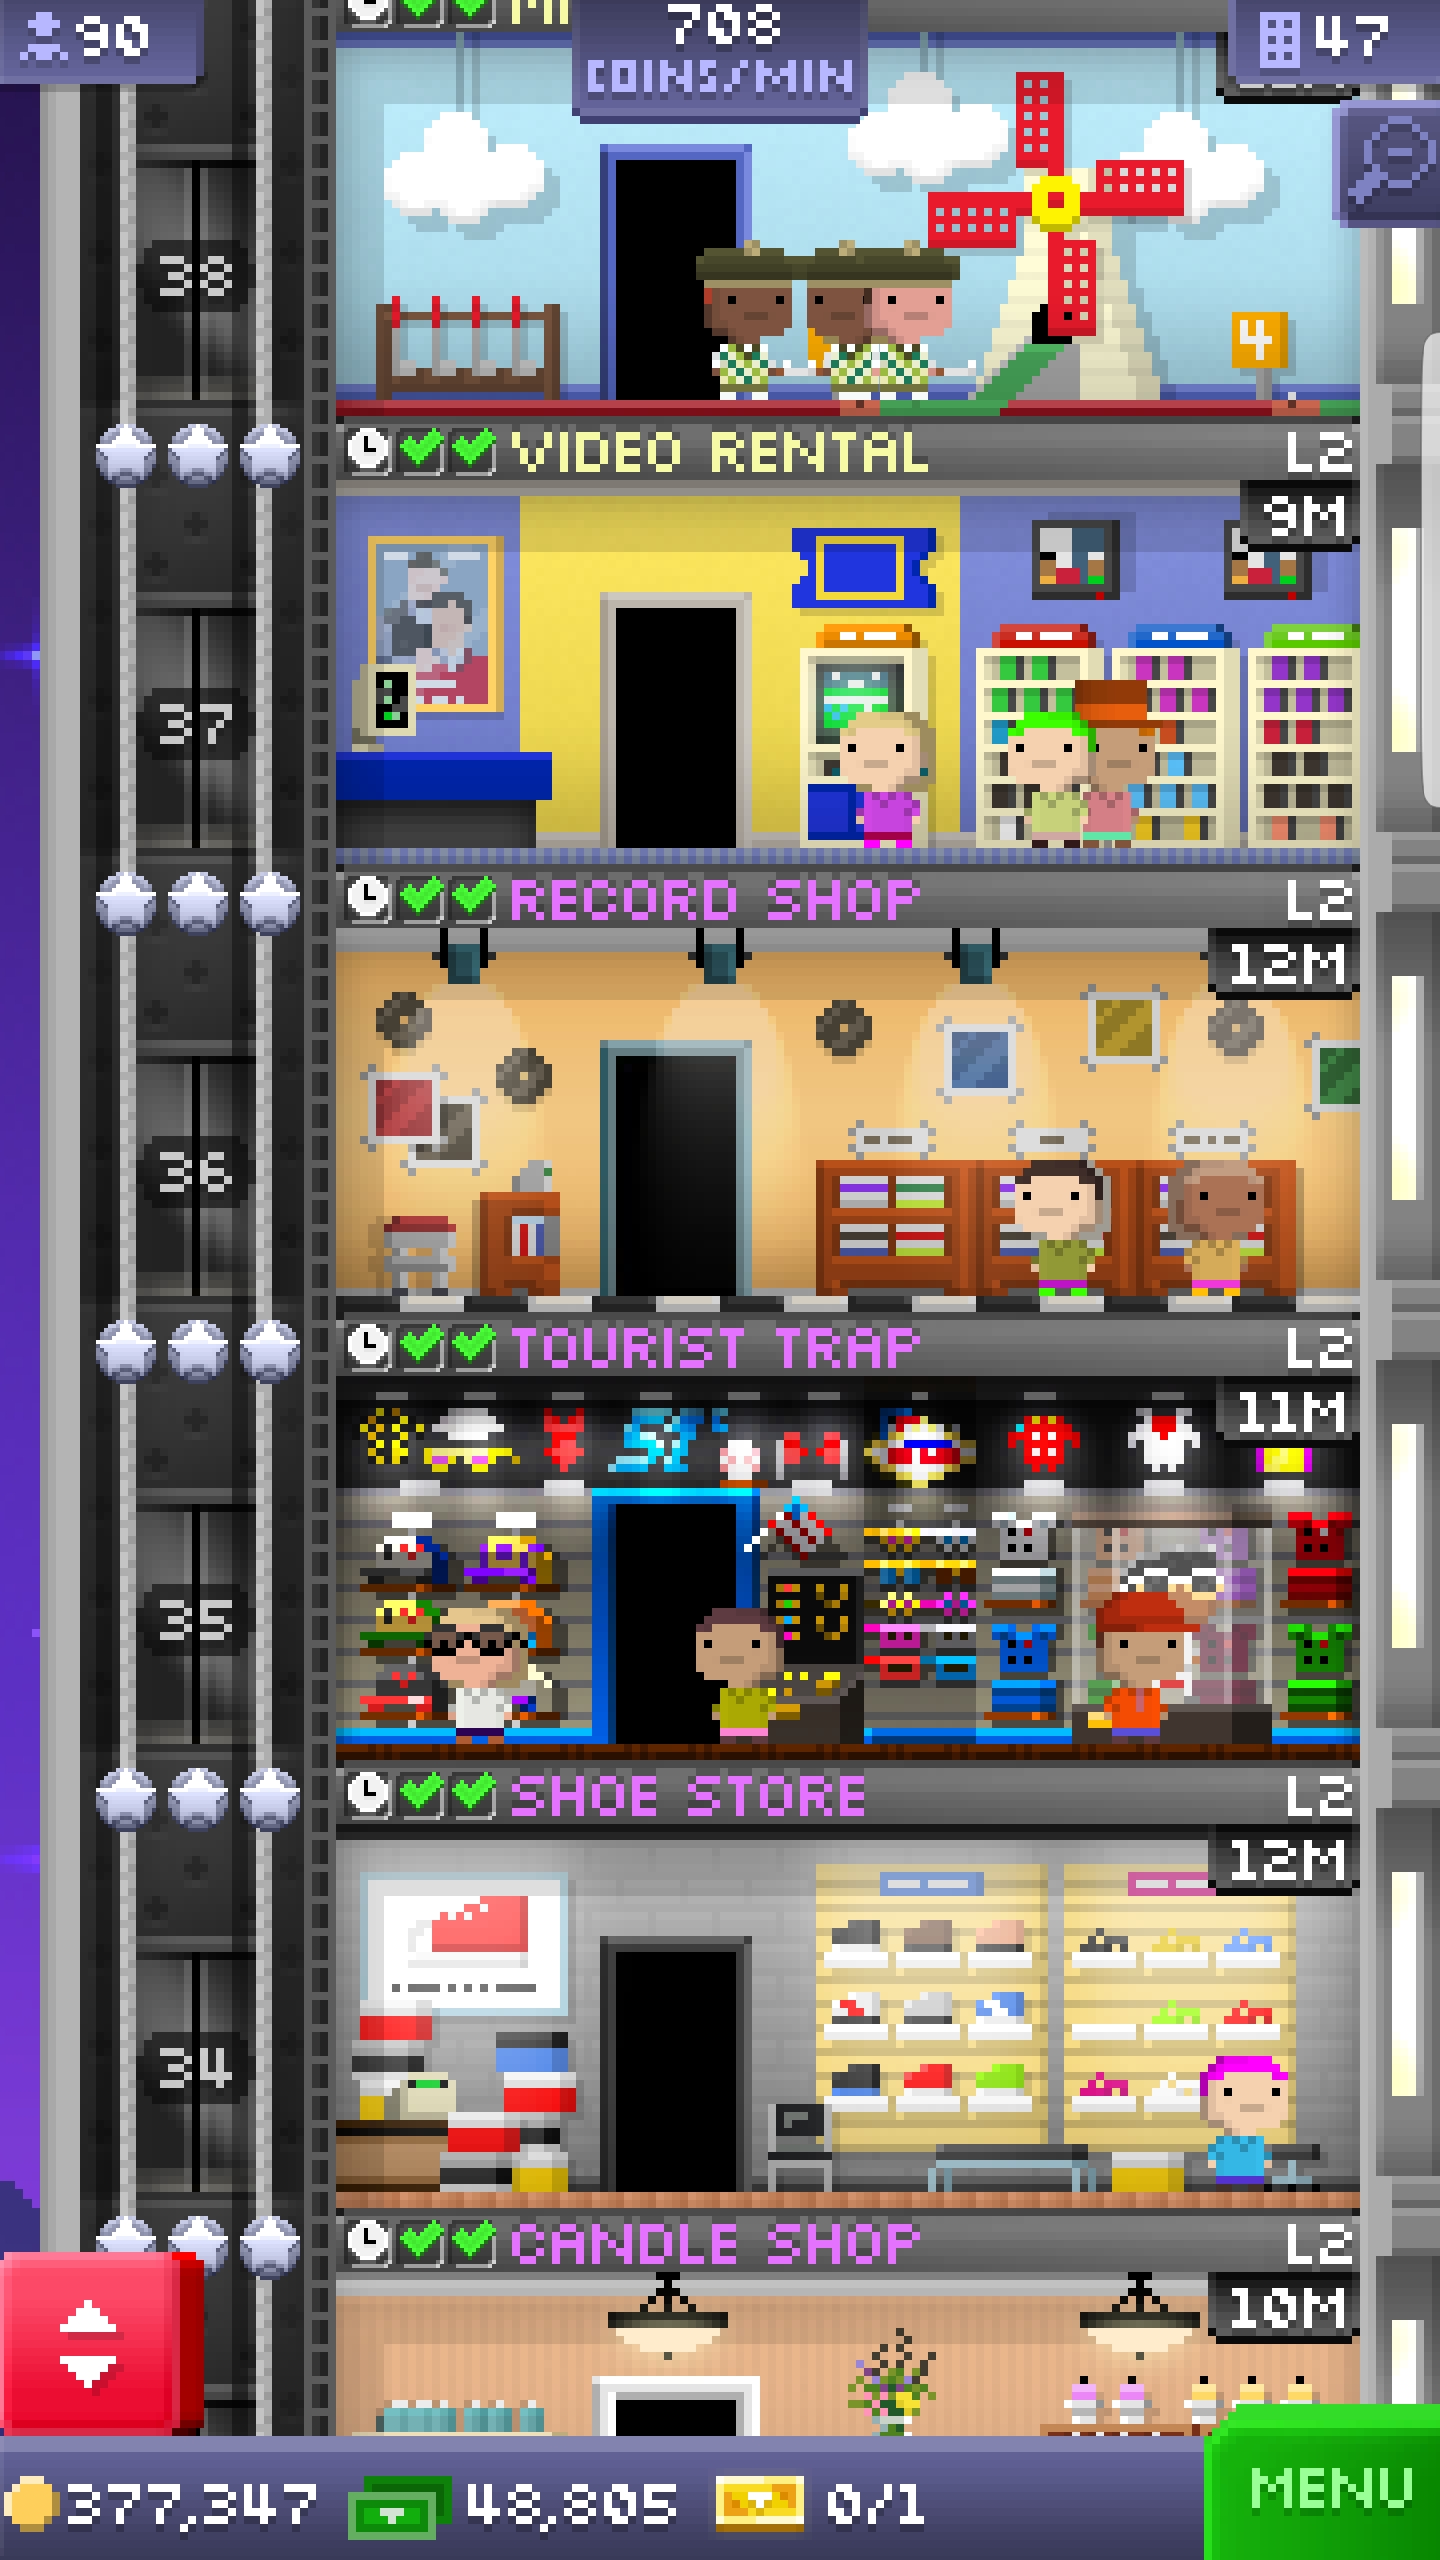 90
708
COINS/MIN
47
38
4
VIDEO RENTAL L2
9M
37
RECORD SHOP L2
12M
36
TOURIST TRAP L2
11M
35
SHOE STORE L2
12M
34
CANDLE SHOP L2
10M
377,347 48,805 0/1
MENU